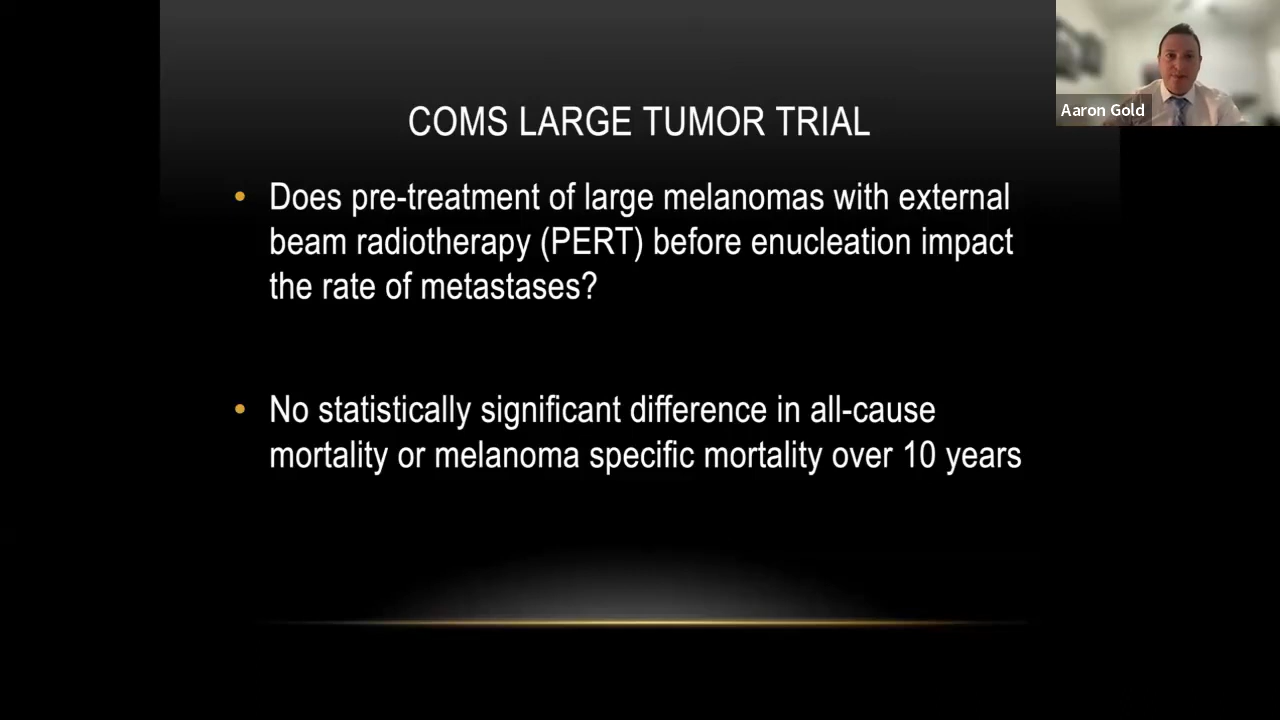 COMS LARGE TUMOR TRIAL
Aaron Gold
• Does pre-treatment of large melanomas with external
beam radiotherapy (PERT) before enucleation impact
the rate of metastases?
• No statistically significant difference in all-cause
mortality or melanoma specific mortality over 10 years